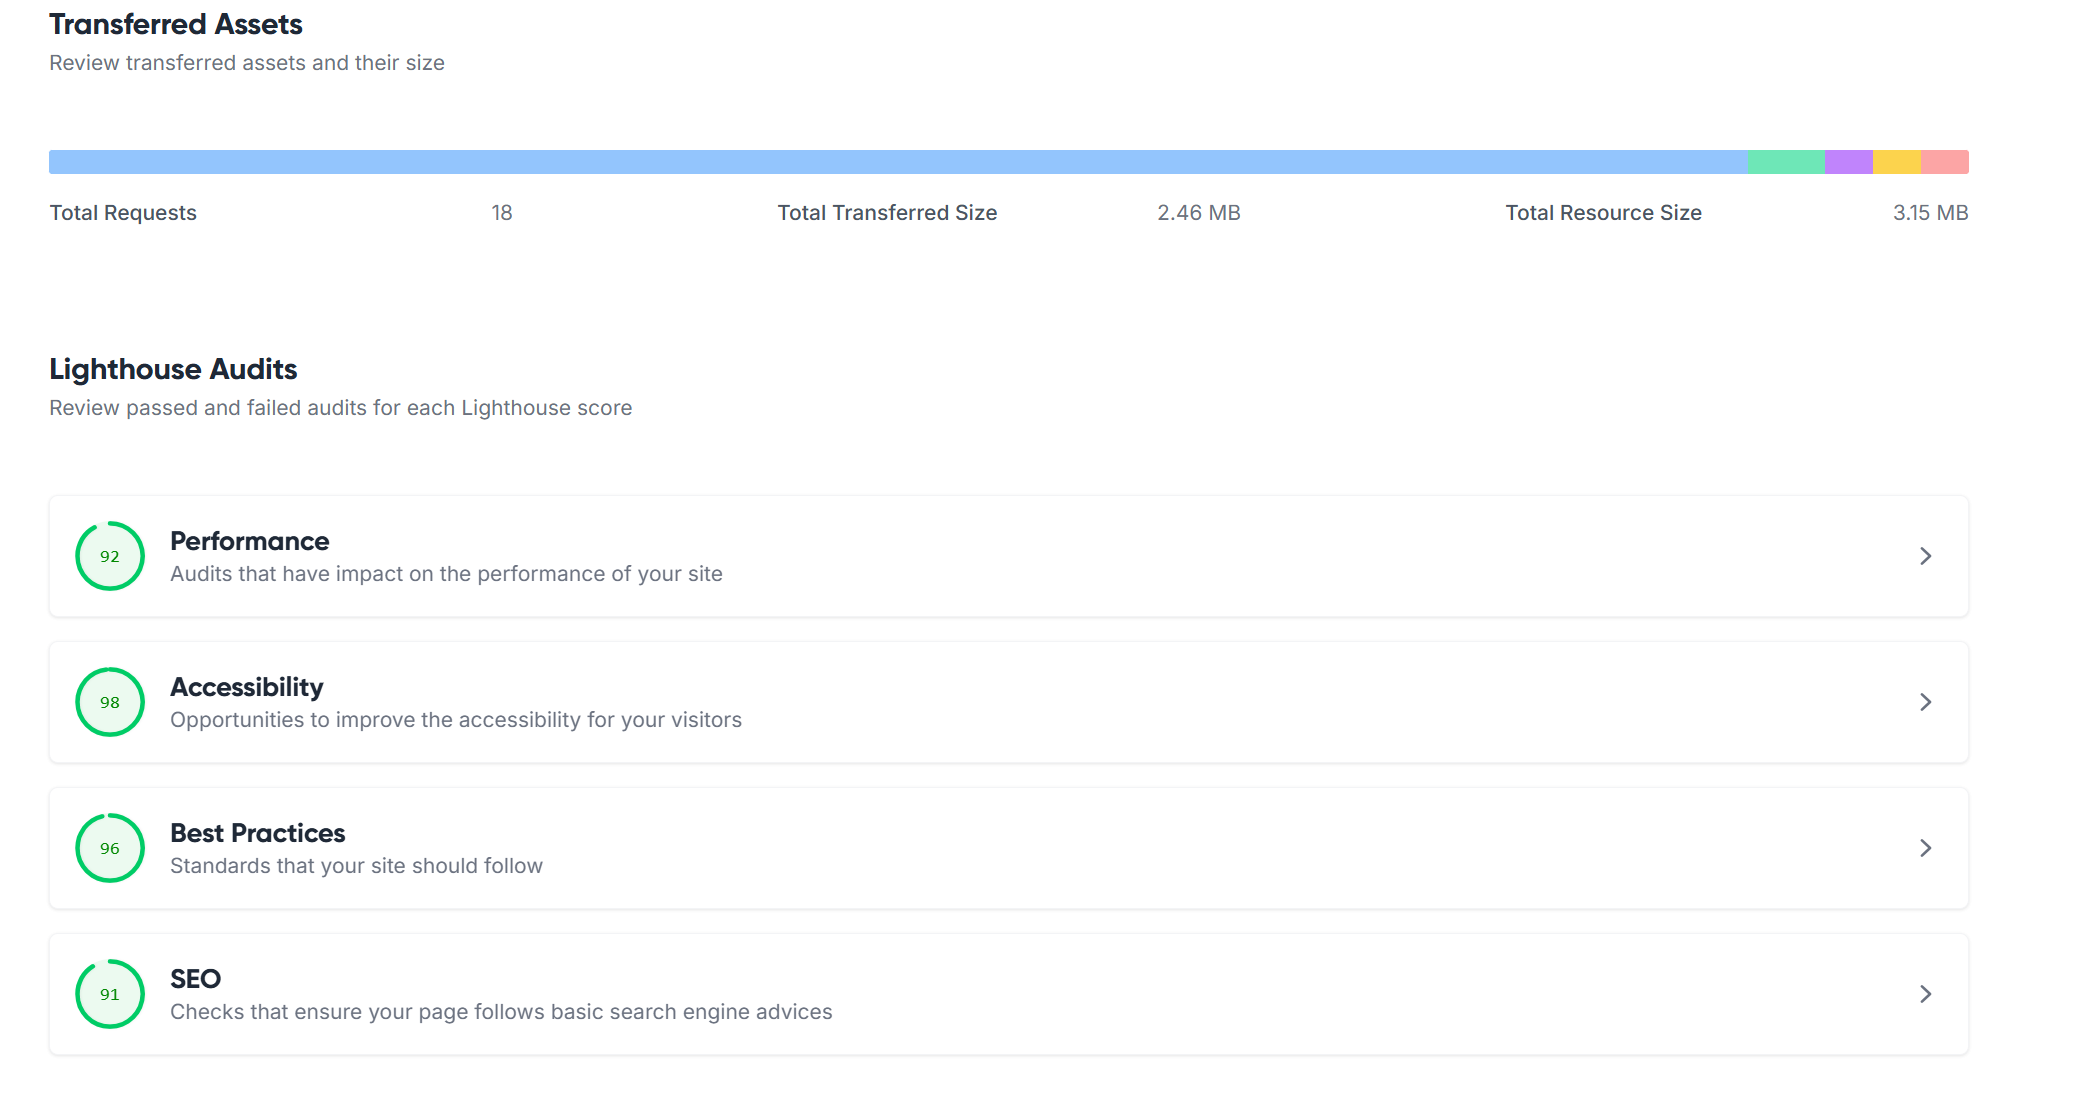 Transferred Assets
Review transferred assets and their size
Total Requests 18 Total Transferred Size 2.46 MB Total Resource Size 3.15 MB
Lighthouse Audits
Review passed and failed audits for each Lighthouse score
92
Performance
Audits that have impact on the performance of your site
98
Accessibility
Opportunities to improve the accessibility for your visitors
96
Best Practices
Standards that your site should follow
91
SEO
Checks that ensure your page follows basic search engine advices